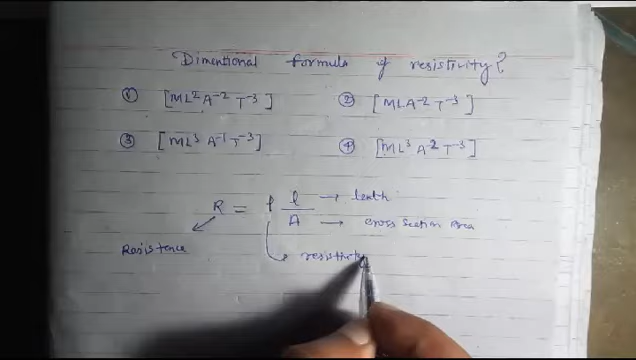 Dimentional formula of resistivity?
① [ML² A⁻² T⁻³] ② [MLA⁻² T⁻³]
③ [ML³ A⁻¹ T⁻³] ④ [ML³ A⁻² T⁻³]
R = ρ l/A
→ lenth
→ cross section Area
Resistence
→ resistivity